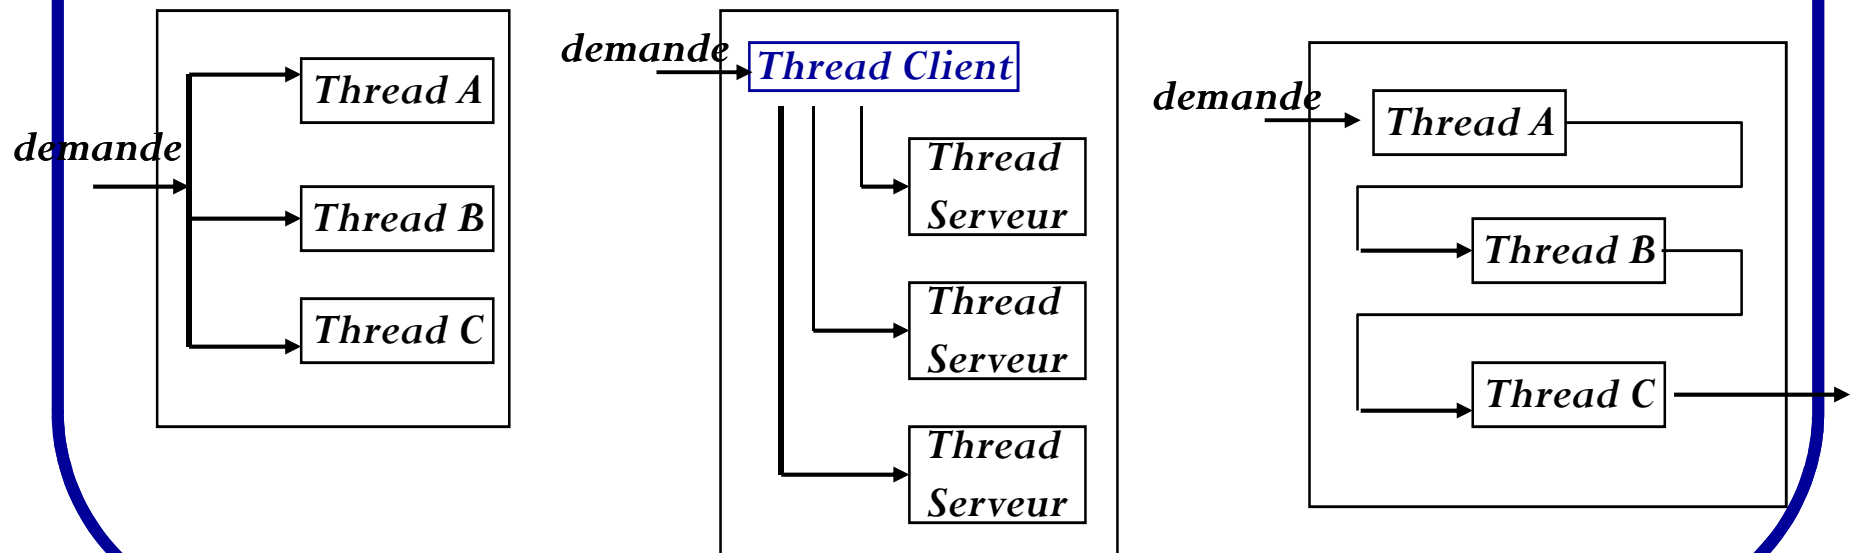 demande
Thread A
Thread B
Thread C
demande
Thread Client
Thread
Serveur
Thread
Serveur
Thread
Serveur
demande
Thread A
Thread B
Thread C